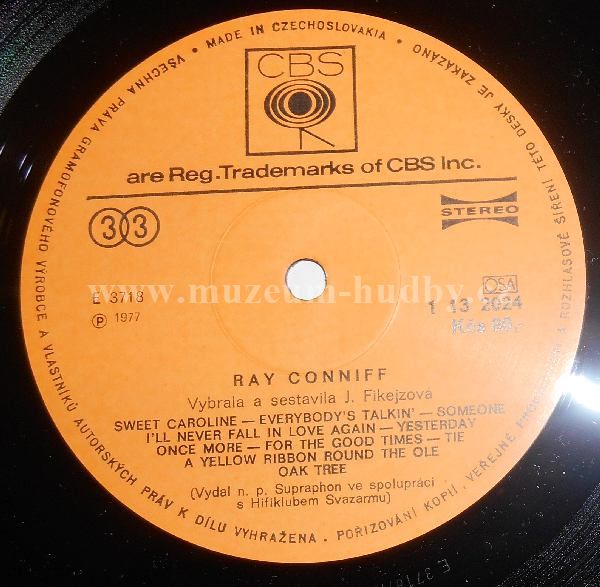 VŠECHNA PRÁVA GRAMOFONOVÉHO VÝROBCE A VLASTNÍKŮ AUTORSKÝCH PRÁV K DÍLU VYHRAŽENA • POŘIZOVÁNÍ KOPIÍ, VEŘEJNÉ A ROZHLASOVÉ ŠÍŘENÍ TÉTO DESKY JE ZAKÁZÁNO
• MADE IN CZECHOSLOVAKIA •
CBS
are Reg.Trademarks of CBS Inc.
33
STEREO
www.muzeum-hudby.cz
E 3718
OSA
1 13 2024
℗ 1977
Kčs 88,-
RAY CONNIFF
Vybrala a sestavila J. Fikejzová
SWEET CAROLINE — EVERYBODY'S TALKIN' — SOMEONE
I'LL NEVER FALL IN LOVE AGAIN — YESTERDAY
ONCE MORE — FOR THE GOOD TIMES — TIE
A YELLOW RIBBON ROUND THE OLE
OAK TREE
(Vydal n. p. Supraphon ve spolupráci
s Hifiklubem Svazarmu)
E 3718